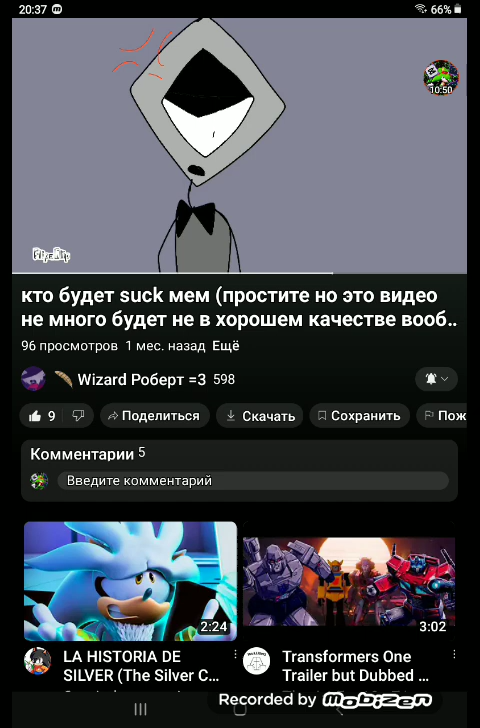 20:37
66%
10:50
FlipaClip
кто будет suck мем (простите но это видео
не много будет не в хорошем качестве вооб..
96 просмотров 1 мес. назад Ещё
Wizard Роберт =3 598
9 Поделиться Скачать Сохранить Пож
Комментарии 5
Введите комментарий
2:24
3:02
LA HISTORIA DE
SILVER (The Silver C...
Transformers One
Trailer but Dubbed ...
Recorded by MOBIZEN